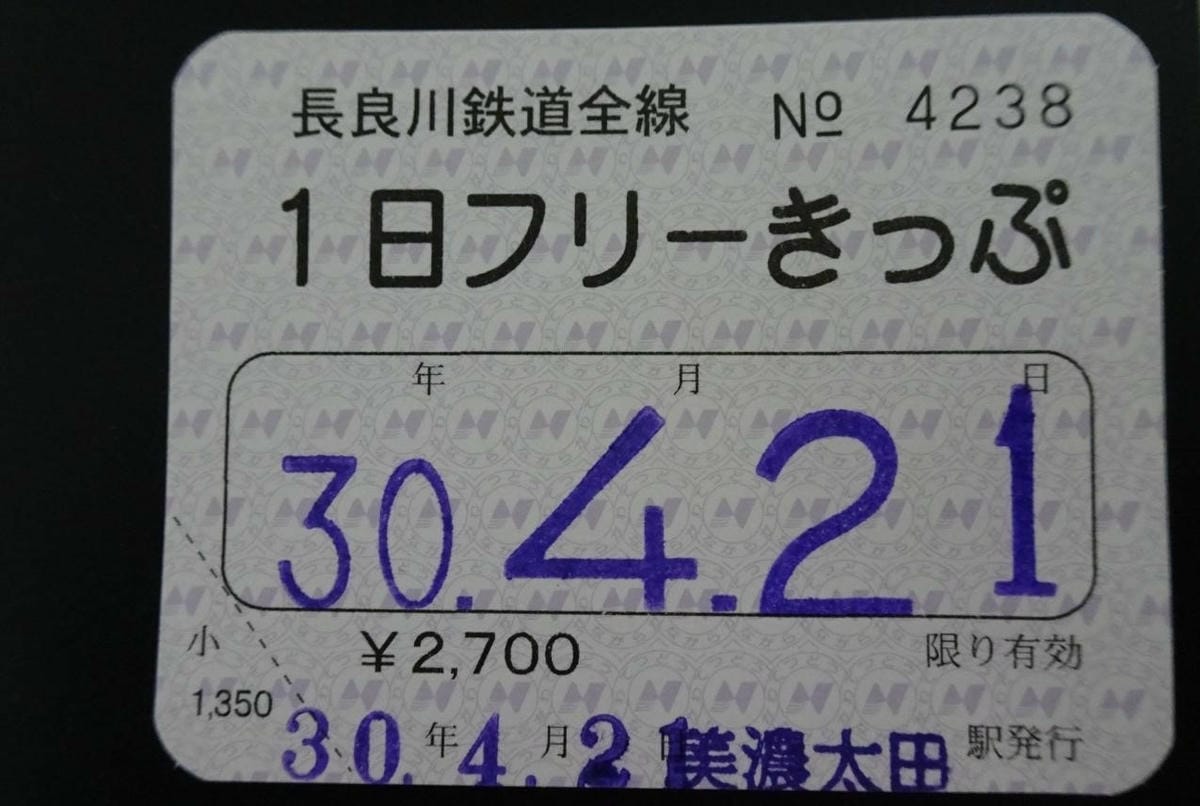 長良川鉄道全線 № 4238
1日フリーきっぷ
年 月 日
30.4.21
小 ¥2,700 限り有効
1,350
30.年4.月21日美濃太田 駅発行